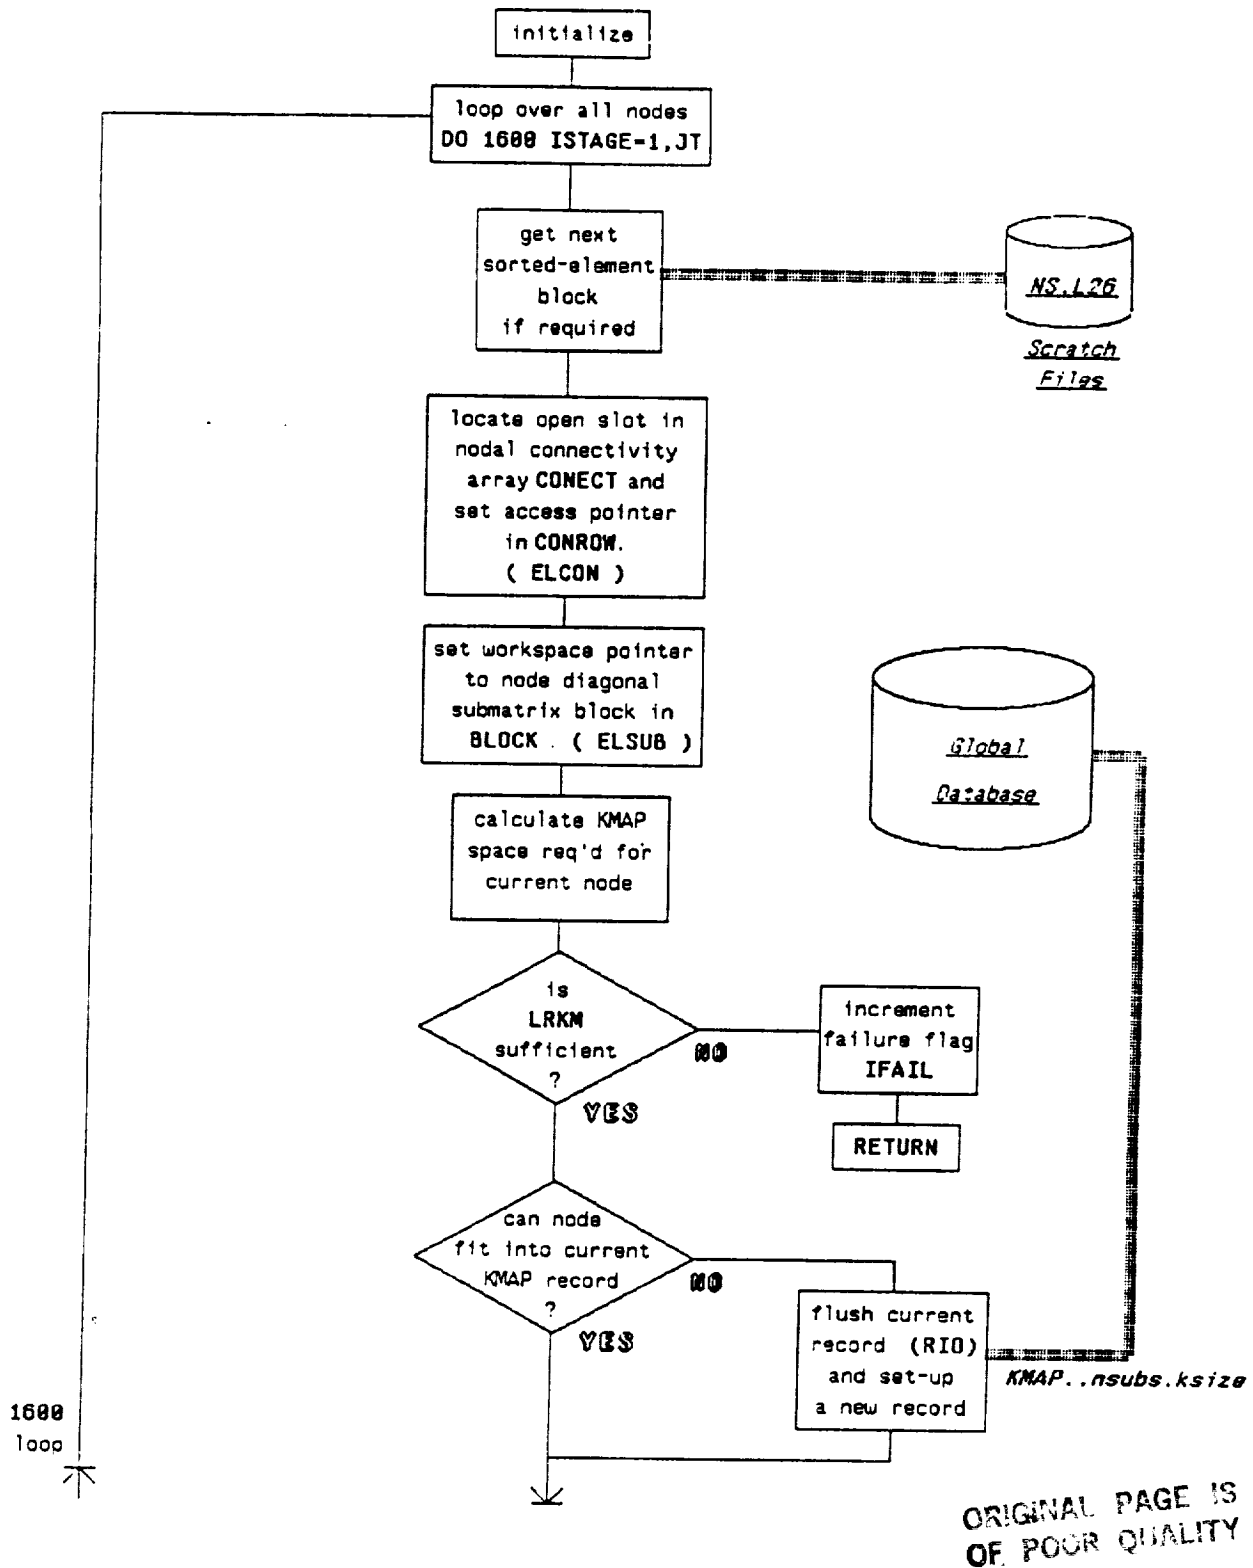 initialize
loop over all nodes
DO 1600 ISTAGE=1,JT
get next
sorted-element
block
if required
NS.L26
Scratch
Files
locate open slot in
nodal connectivity
array CONECT and
set access pointer
in CONROW.
( ELCON )
set workspace pointer
to node diagonal
submatrix block in
BLOCK . ( ELSUB )
Global
Database
calculate KMAP
space req'd for
current node
is
LRKM
sufficient
?
NO
YES
increment
failure flag
IFAIL
RETURN
can node
fit into current
KMAP record
?
NO
YES
flush current
record (RIO)
and set-up
a new record
KMAP..nsubs.ksize
1600
loop
ORIGINAL PAGE IS
OF POOR QUALITY